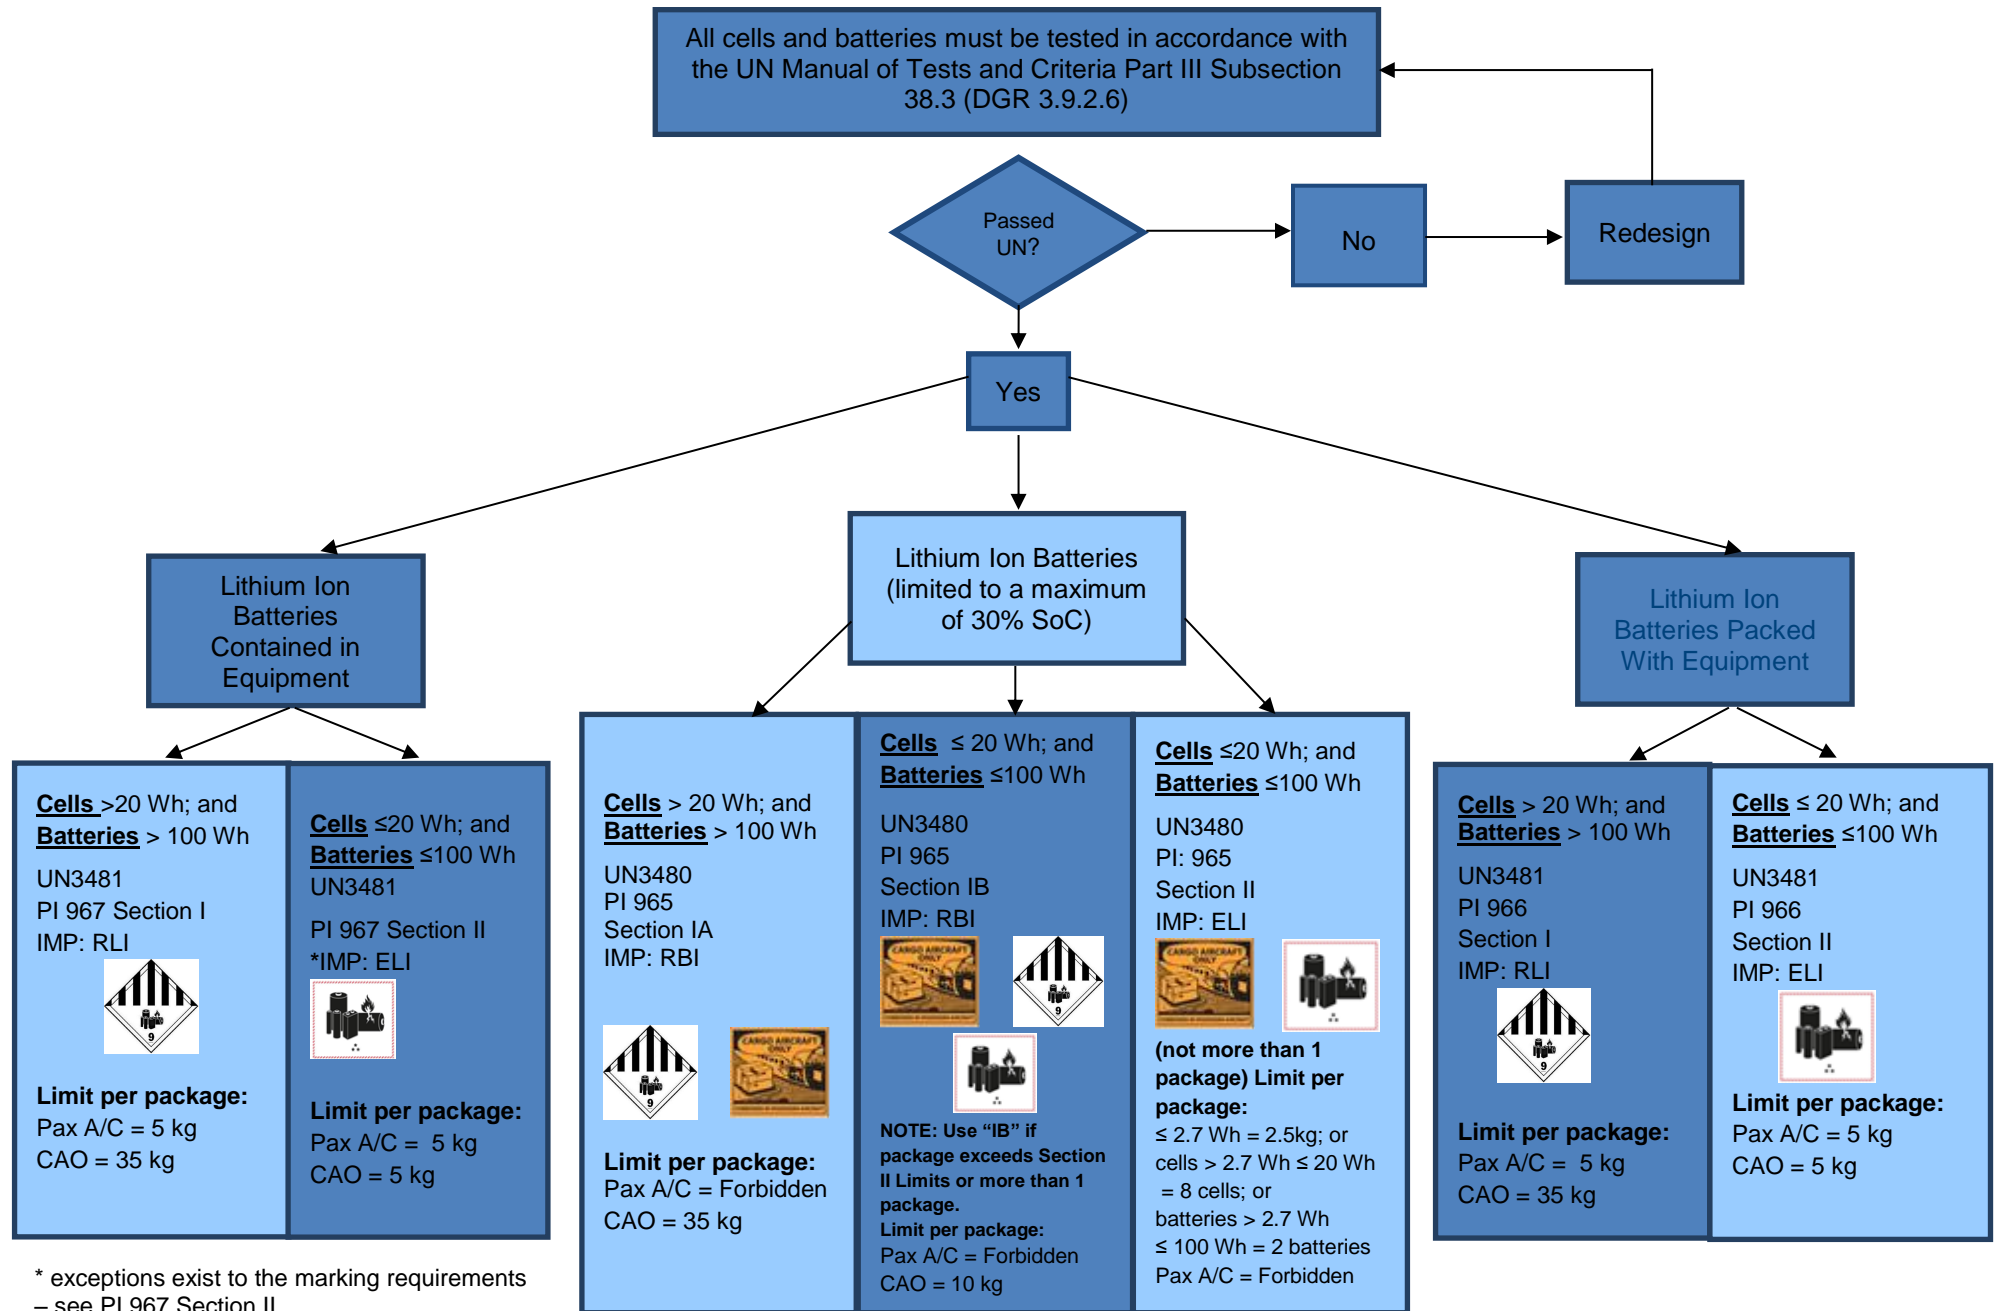 All cells and batteries must be tested in accordance with
the UN Manual of Tests and Criteria Part III Subsection
38.3 (DGR 3.9.2.6)
Passed
UN?
No
Redesign
Yes
Lithium Ion
Batteries
Contained in
Equipment
Lithium Ion Batteries
(limited to a maximum
of 30% SoC)
Lithium Ion
Batteries Packed
With Equipment
Cells >20 Wh; and
Batteries > 100 Wh
UN3481
PI 967 Section I
IMP: RLI
9
Limit per package:
Pax A/C = 5 kg
CAO = 35 kg
Cells ≤20 Wh; and
Batteries ≤100 Wh
UN3481
PI 967 Section II
*IMP: ELI
Limit per package:
Pax A/C =  5 kg
CAO = 5 kg
Cells > 20 Wh; and
Batteries > 100 Wh
UN3480
PI 965
Section IA
IMP: RBI
9
CARGO AIRCRAFT
ONLY
Limit per package:
Pax A/C = Forbidden
CAO = 35 kg
Cells  ≤ 20 Wh; and
Batteries ≤100 Wh
UN3480
PI 965
Section IB
IMP: RBI
CARGO AIRCRAFT
ONLY
9
NOTE: Use “IB” if
package exceeds Section
II Limits or more than 1
package.
Limit per package:
Pax A/C = Forbidden
CAO = 10 kg
Cells ≤20 Wh; and
Batteries ≤100 Wh
UN3480
PI: 965
Section II
IMP: ELI
CARGO AIRCRAFT
ONLY
(not more than 1
package) Limit per
package:
≤ 2.7 Wh = 2.5kg; or
cells > 2.7 Wh ≤ 20 Wh
= 8 cells; or
batteries > 2.7 Wh
≤ 100 Wh = 2 batteries
Pax A/C = Forbidden
Cells > 20 Wh; and
Batteries > 100 Wh
UN3481
PI 966
Section I
IMP: RLI
9
Limit per package:
Pax A/C =  5 kg
CAO = 35 kg
Cells ≤ 20 Wh; and
Batteries ≤100 Wh
UN3481
PI 966
Section II
IMP: ELI
Limit per package:
Pax A/C = 5 kg
CAO = 5 kg
* exceptions exist to the marking requirements
– see PI 967 Section II